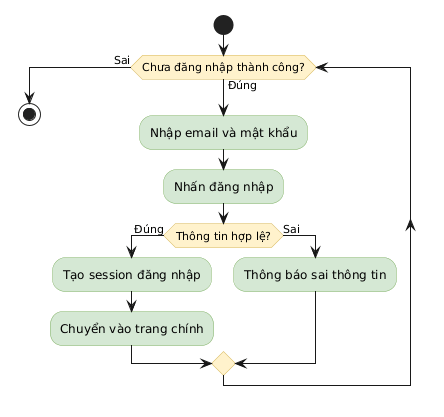 Sai
Chưa đăng nhập thành công?
Đúng
Nhập email và mật khẩu
Nhấn đăng nhập
Đúng
Thông tin hợp lệ?
Sai
Tạo session đăng nhập
Thông báo sai thông tin
Chuyển vào trang chính